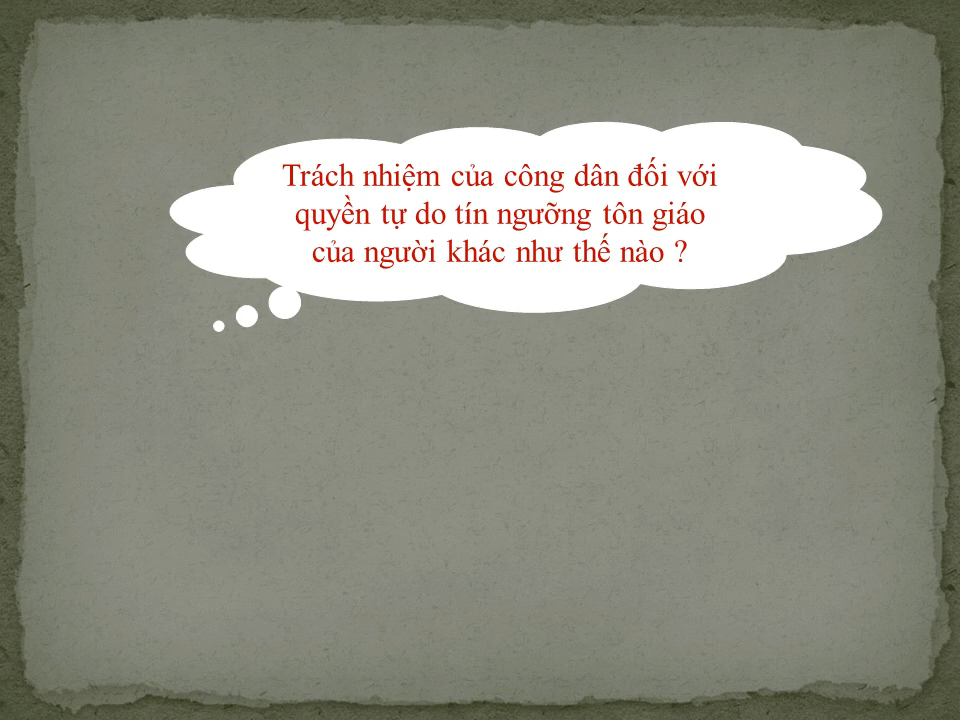 Trách nhiệm của công dân đối với
quyền tự do tín ngưỡng tôn giáo
của người khác như thế nào ?